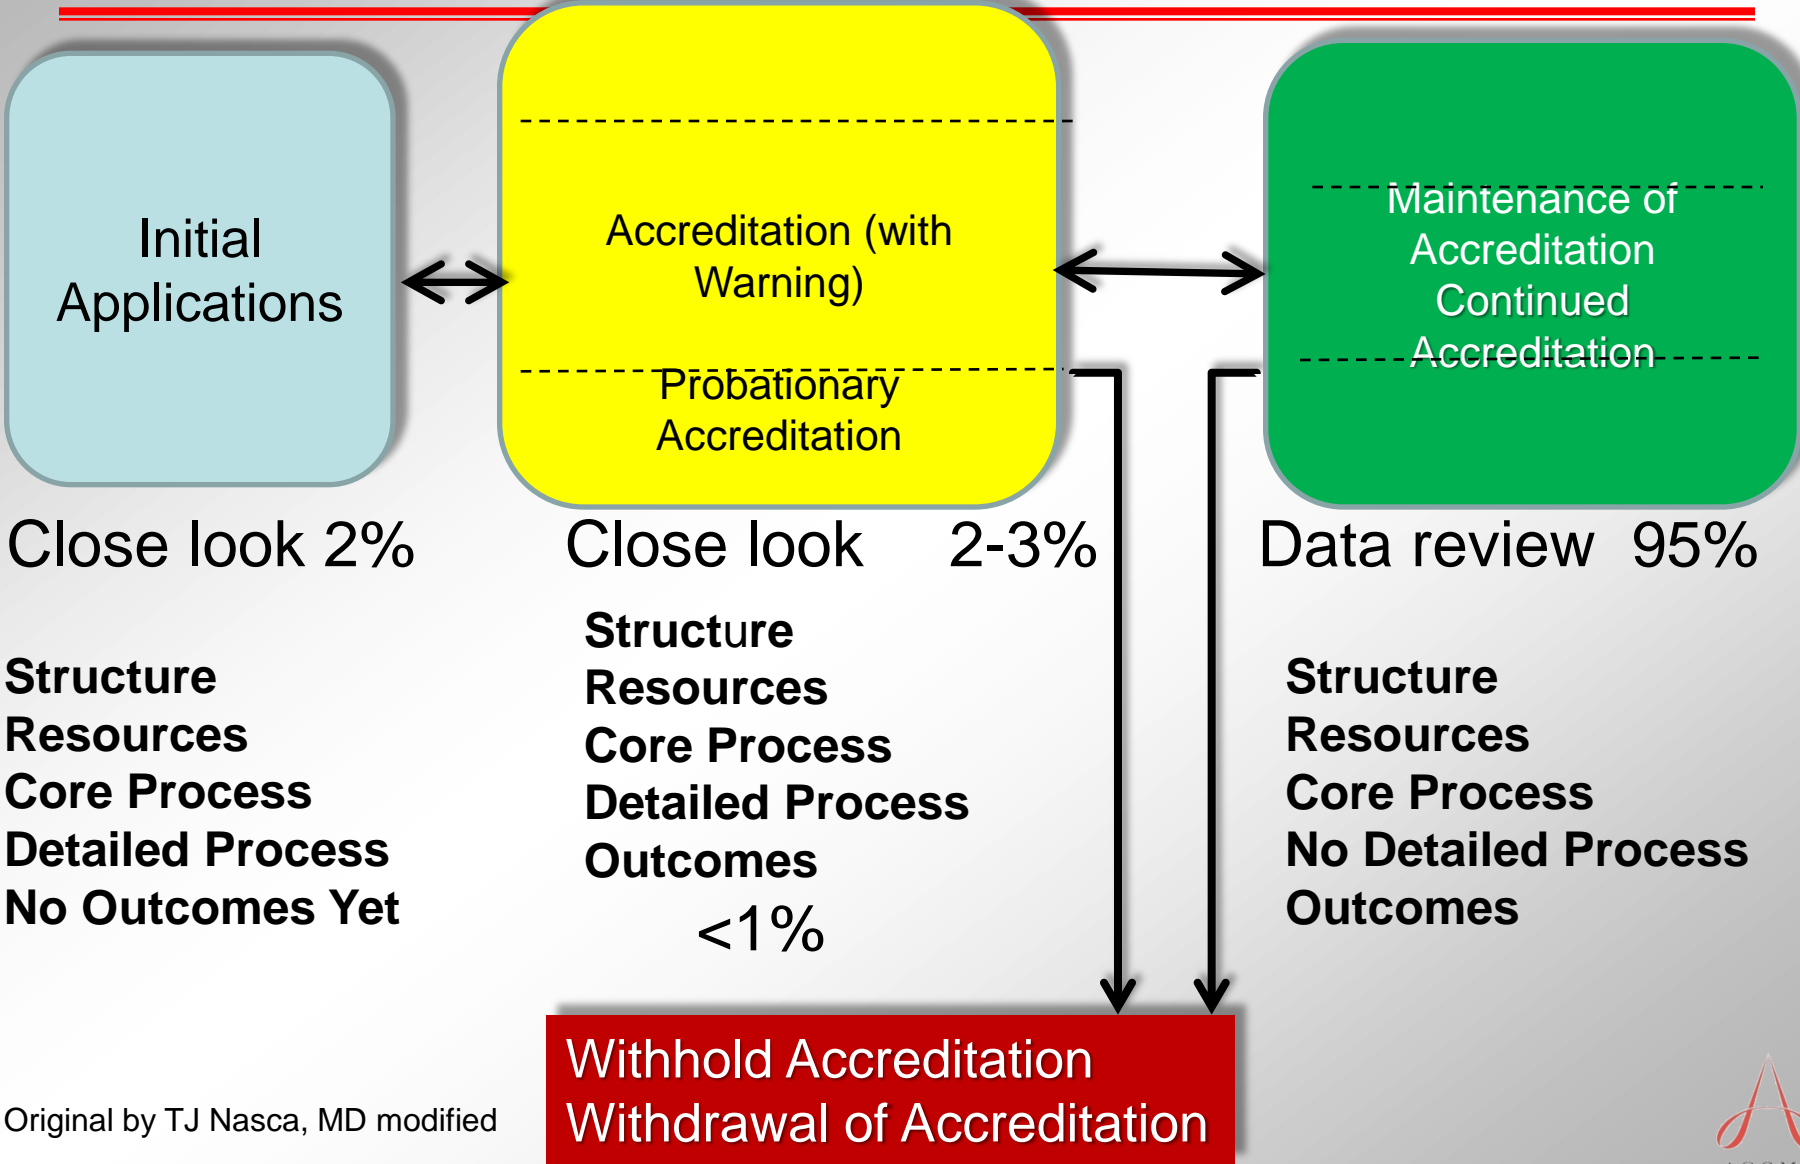 Initial
Applications
Accreditation (with
Warning)
Probationary
Accreditation
Maintenance of
Accreditation
Continued
Accreditation
Close look 2%
Close look 2-3%
Data review 95%
Structure
Resources
Core Process
Detailed Process
No Outcomes Yet
Structure
Resources
Core Process
Detailed Process
Outcomes
<1%
Structure
Resources
Core Process
No Detailed Process
Outcomes
Withhold Accreditation
Withdrawal of Accreditation
Original by TJ Nasca, MD modified